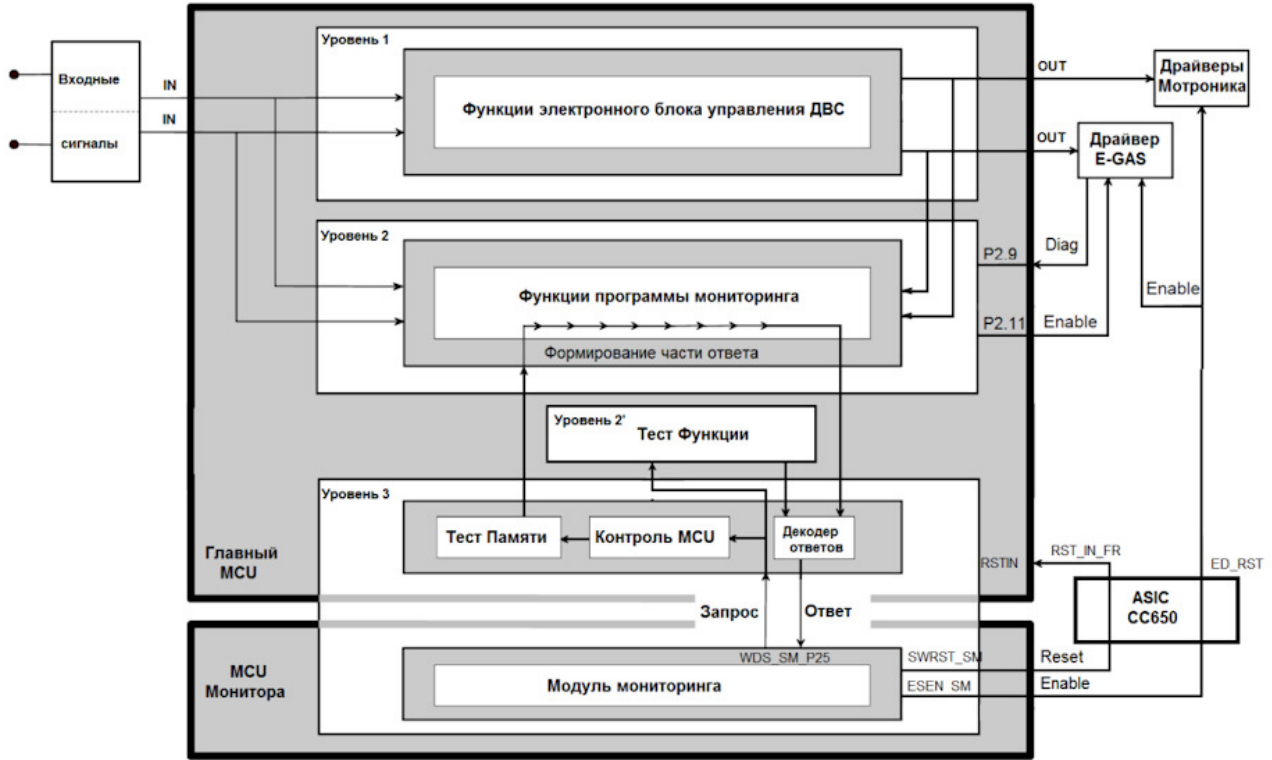 Уровень 1
Входные
сигналы
IN
IN
Функции электронного блока управления ДВС
OUT
OUT
Драйверы
Мотроника
Драйвер
E-GAS
Уровень 2
Функции программы мониторинга
Формирование части ответа
P2.9
Diag
P2.11
Enable
Enable
Уровень 2'
Тест Функции
Уровень 3
Тест Памяти
Контроль MCU
Декодер
ответов
Главный
MCU
RSTIN
RST_IN_FR
ED_RST
ASIC
CC650
Запрос
Ответ
MCU
Монитора
WDS_SM_P25
Модуль мониторинга
SWRST_SM
Reset
ESEN_SM
Enable